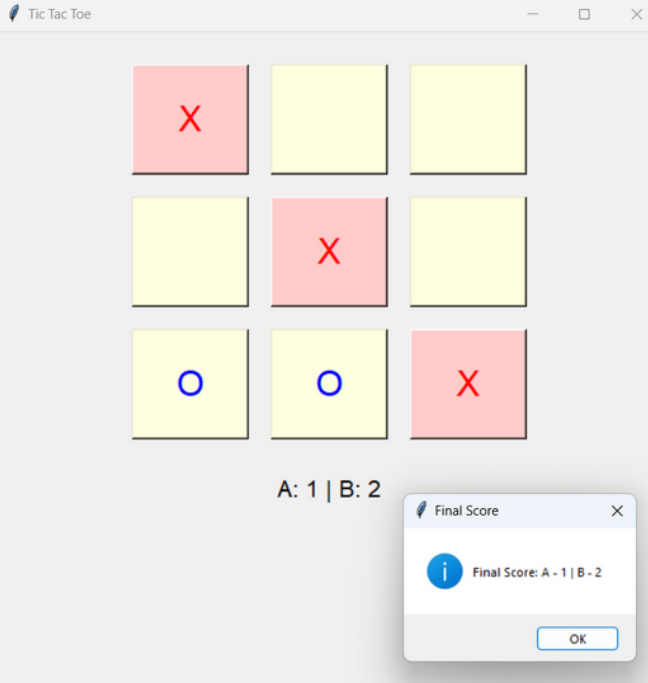 Tic Tac Toe
X
X
O O X
A: 1 | B: 2
Final Score
Final Score: A - 1 | B - 2
OK